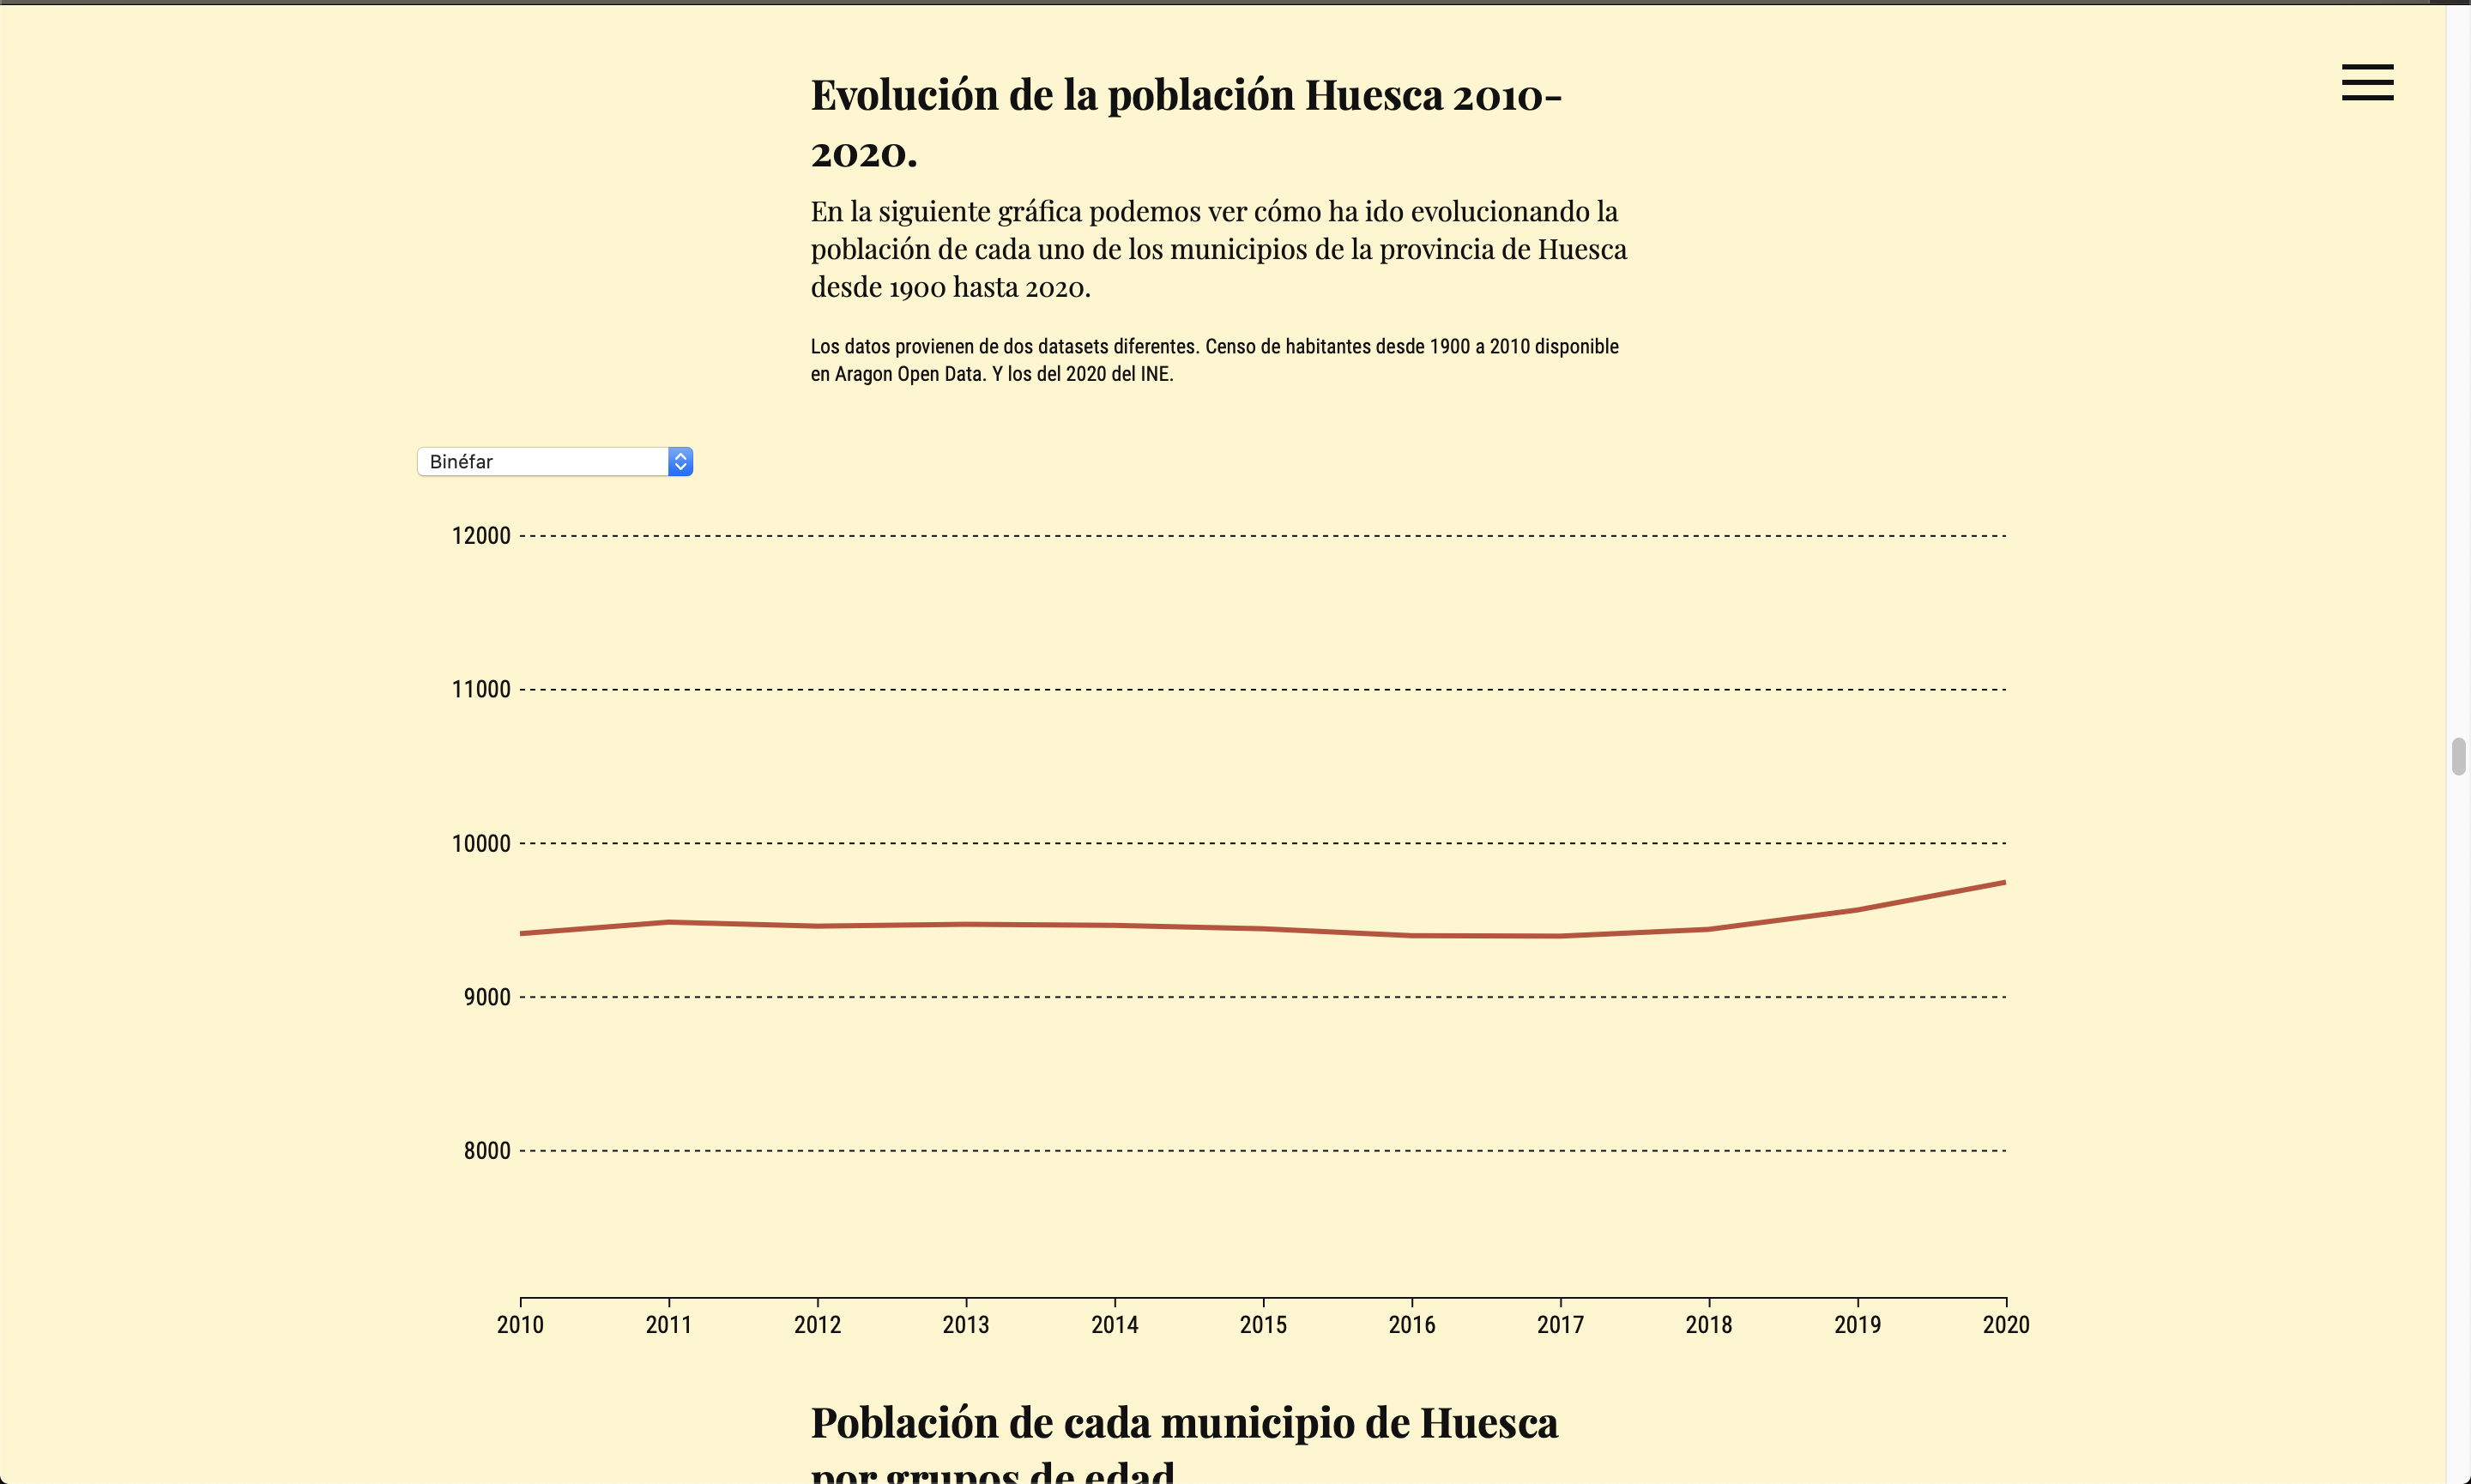 Evolución de la población Huesca 2010-
2020.
En la siguiente gráfica podemos ver cómo ha ido evolucionando la
población de cada uno de los municipios de la provincia de Huesca
desde 1900 hasta 2020.
Los datos provienen de dos datasets diferentes. Censo de habitantes desde 1900 a 2010 disponible
en Aragon Open Data. Y los del 2020 del INE.
Binéfar
12000
11000
10000
9000
8000
2010 2011 2012 2013 2014 2015 2016 2017 2018 2019 2020
Población de cada municipio de Huesca
por grupos de edad